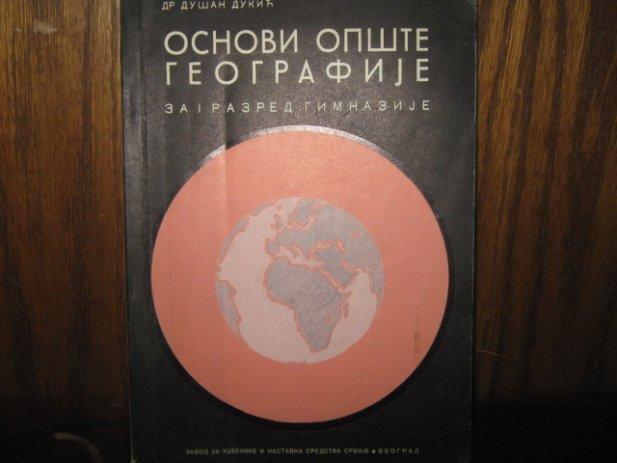 ДР ДУШАН ДУКИЋ
ОСНОВИ ОПШТЕ
ГЕОГРАФИЈЕ
ЗА I РАЗРЕД ГИМНАЗИЈЕ
ЗАВОД ЗА УЏБЕНИКЕ И НАСТАВНА СРЕДСТВА СРБИЈЕ • БЕОГРАД